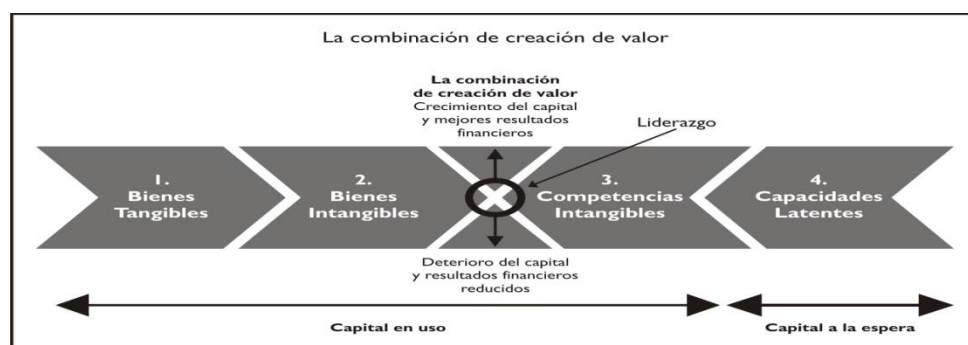 La combinación de creación de valor
La combinación
de creación de valor
Crecimiento del capital
y mejores resultados
financieros
Liderazgo
1.
Bienes
Tangibles
2.
Bienes
Intangibles
3.
Competencias
Intangibles
4.
Capacidades
Latentes
Deterioro del capital
y resultados financieros
reducidos
Capital en uso
Capital a la espera